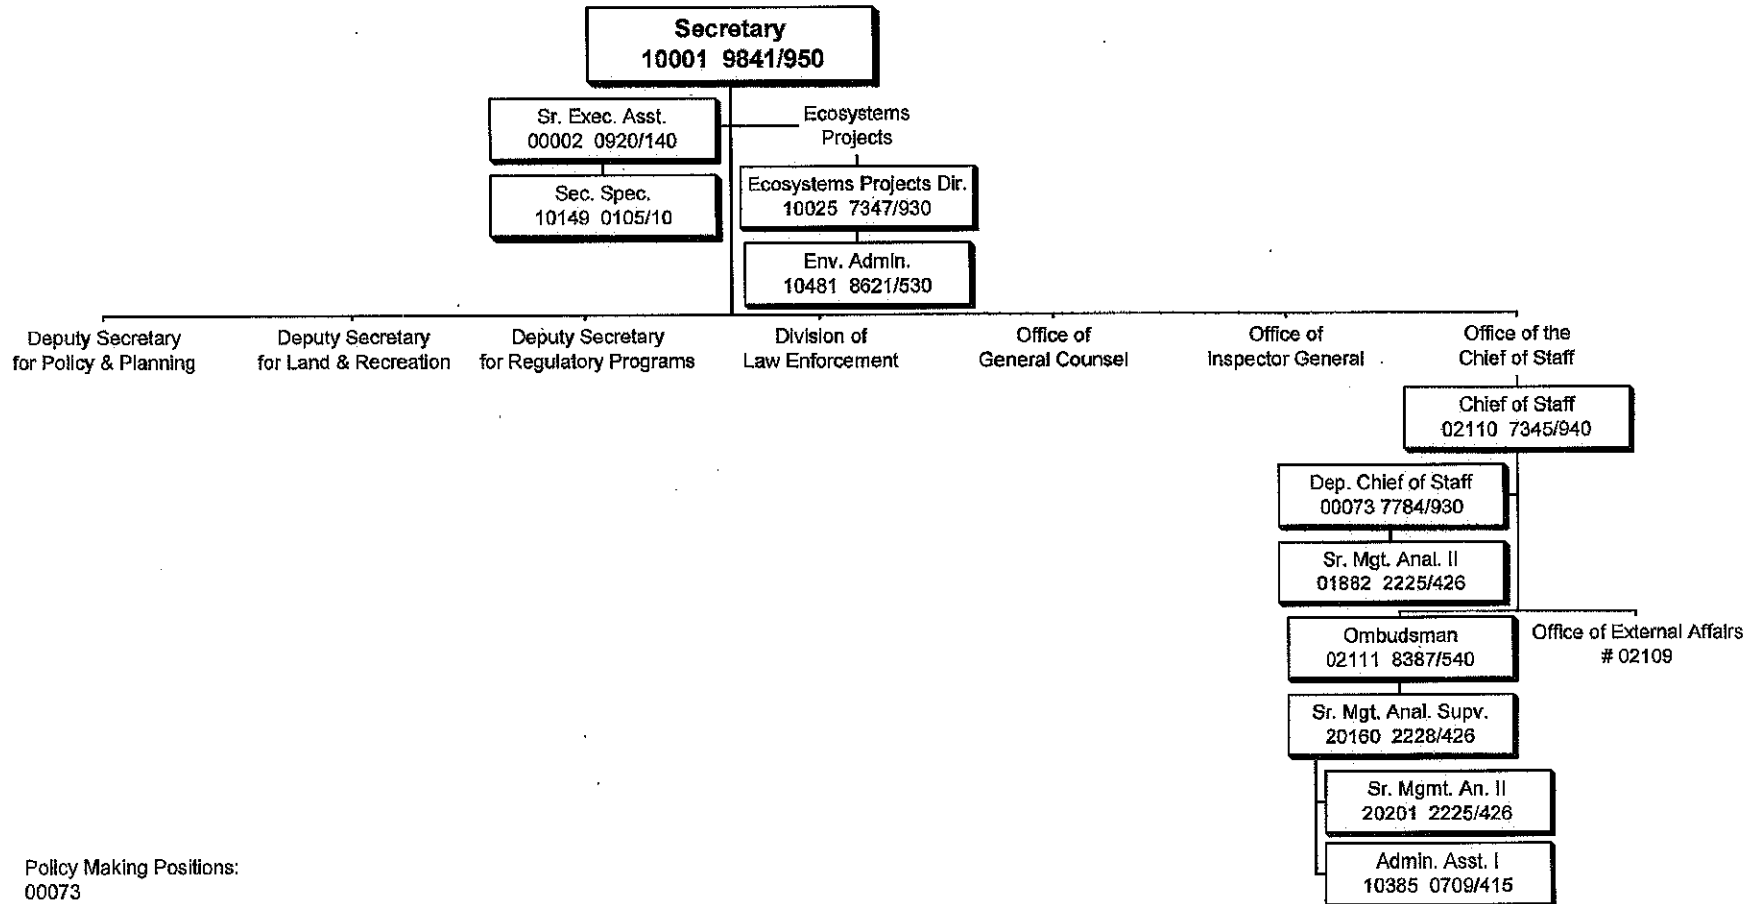 Secretary
10001 9841/950
Sr. Exec. Asst.
00002 0920/140
Ecosystems
Projects
Sec. Spec.
10149 0105/10
Ecosystems Projects Dir.
10025 7347/930
Env. Admin.
10481 8621/530
Deputy Secretary
for Policy & Planning
Deputy Secretary
for Land & Recreation
Deputy Secretary
for Regulatory Programs
Division of
Law Enforcement
Office of
General Counsel
Office of
Inspector General
Office of the
Chief of Staff
Chief of Staff
02110 7345/940
Dep. Chief of Staff
00073 7784/930
Sr. Mgt. Anal. II
01882 2225/426
Ombudsman
02111 8387/540
Office of External Affairs
# 02109
Sr. Mgt. Anal. Supv.
20160 2228/426
Sr. Mgmt. An. II
20201 2225/426
Admin. Asst. I
10385 0709/415
Policy Making Positions:
00073